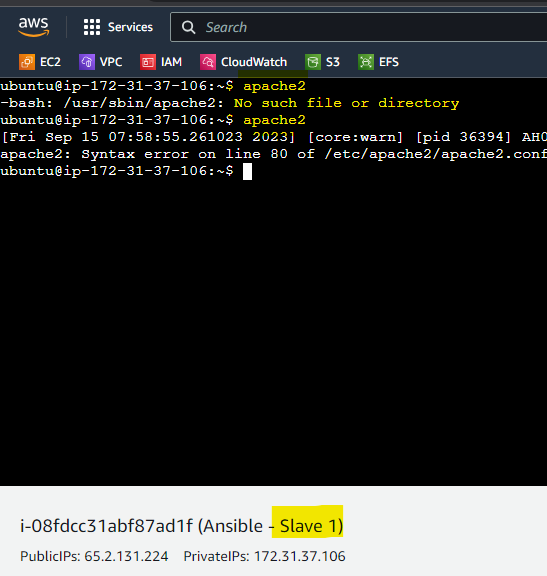 aws
Services
Search
EC2 VPC IAM CloudWatch S3 EFS
ubuntu@ip-172-31-37-106:~$ apache2
-bash: /usr/sbin/apache2: No such file or directory
ubuntu@ip-172-31-37-106:~$ apache2
[Fri Sep 15 07:58:55.261023 2023] [core:warn] [pid 36394] AH0
apache2: Syntax error on line 80 of /etc/apache2/apache2.conf
ubuntu@ip-172-31-37-106:~$
i-08fdcc31abf87ad1f (Ansible - Slave 1)
PublicIPs: 65.2.131.224 PrivateIPs: 172.31.37.106